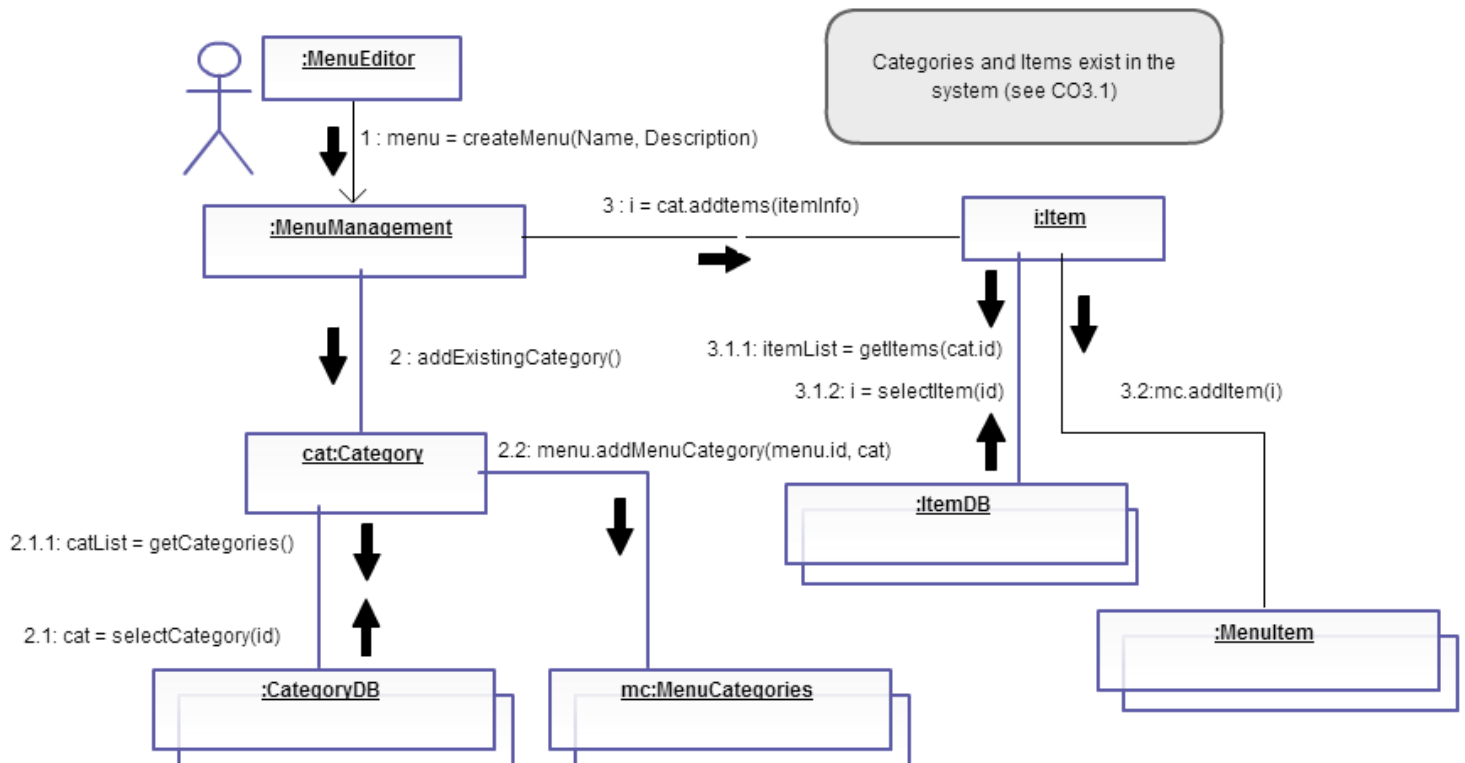 :MenuEditor
Categories and Items exist in the
system (see CO3.1)
1 : menu = createMenu(Name, Description)
:MenuManagement
3 : i = cat.addtems(itemInfo)
i:Item
2 : addExistingCategory()
3.1.1: itemList = getItems(cat.id)
3.1.2: i = selectItem(id)
3.2:mc.addItem(i)
cat:Category
2.2: menu.addMenuCategory(menu.id, cat)
:ItemDB
2.1.1: catList = getCategories()
2.1: cat = selectCategory(id)
:MenuItem
:CategoryDB
mc:MenuCategories